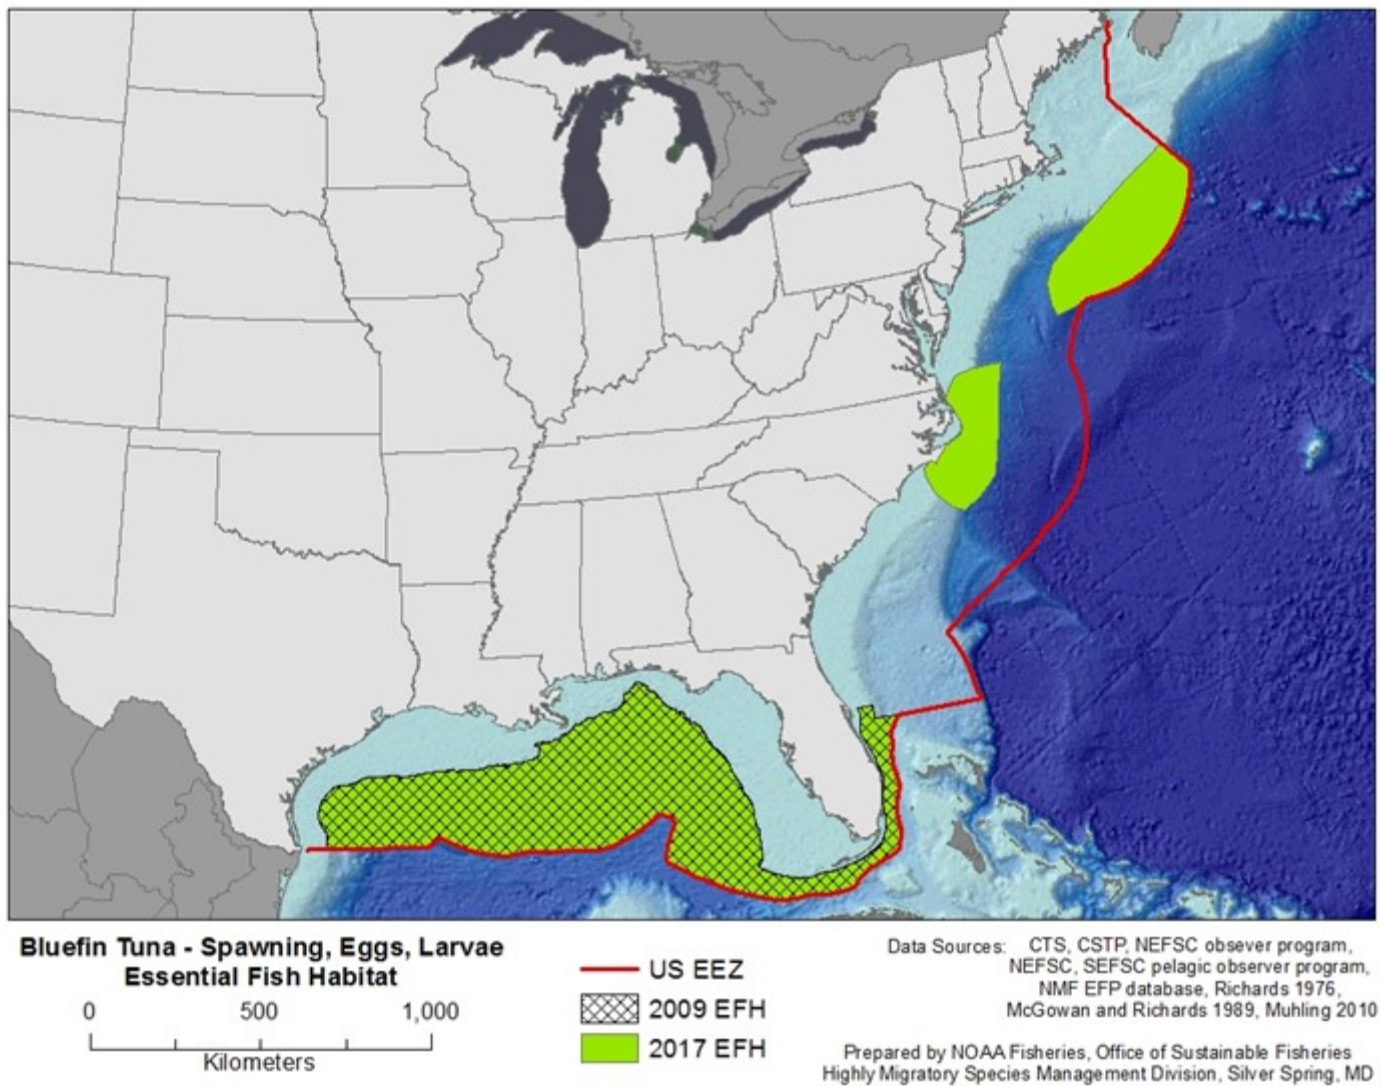 Bluefin Tuna - Spawning, Eggs, Larvae
Essential Fish Habitat
0 500 1,000
Kilometers
US EEZ
2009 EFH
2017 EFH
Data Sources: CTS, CSTP, NEFSC obsever program,
NEFSC, SEFSC pelagic observer program,
NMF EFP database, Richards 1976,
McGowan and Richards 1989, Muhling 2010
Prepared by NOAA Fisheries, Office of Sustainable Fisheries
Highly Migratory Species Management Division, Silver Spring, MD